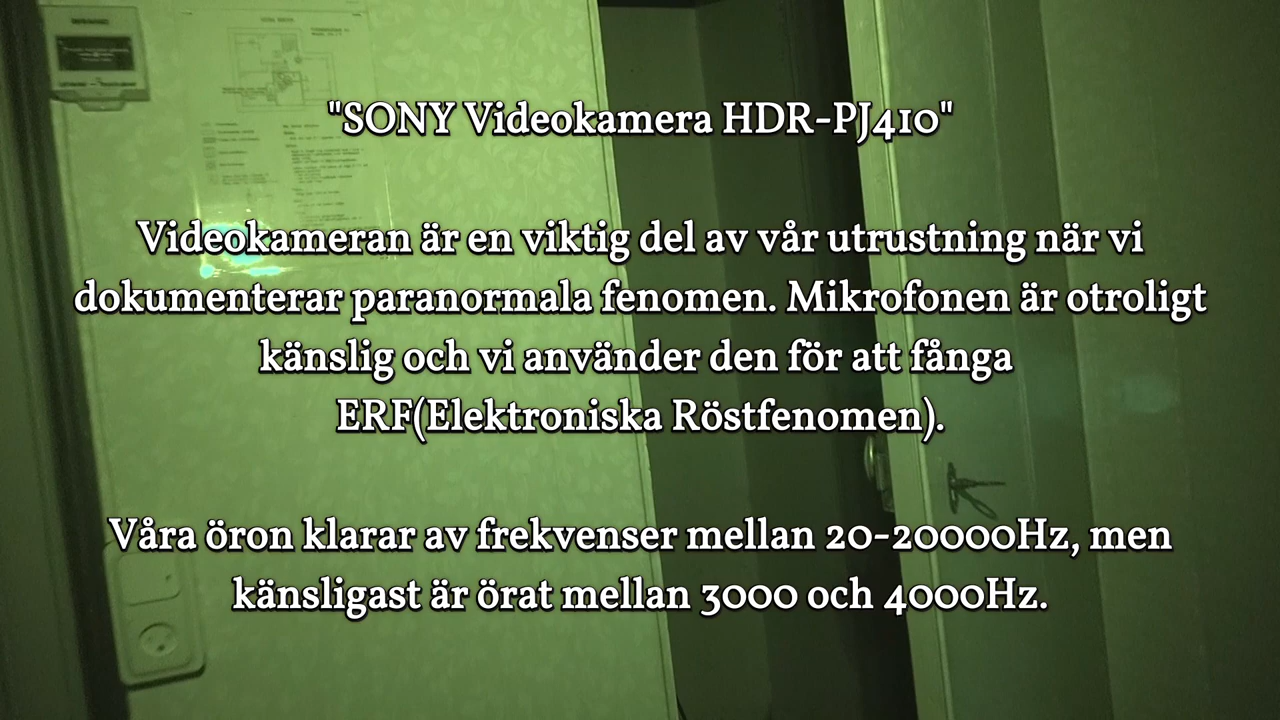 "SONY Videokamera HDR-PJ410"
Videokameran är en viktig del av vår utrustning när vi
dokumenterar paranormala fenomen. Mikrofonen är otroligt
känslig och vi använder den för att fånga
ERF(Elektroniska Röstfenomen).
Våra öron klarar av frekvenser mellan 20-20000Hz, men
känsligast är örat mellan 3000 och 4000Hz.